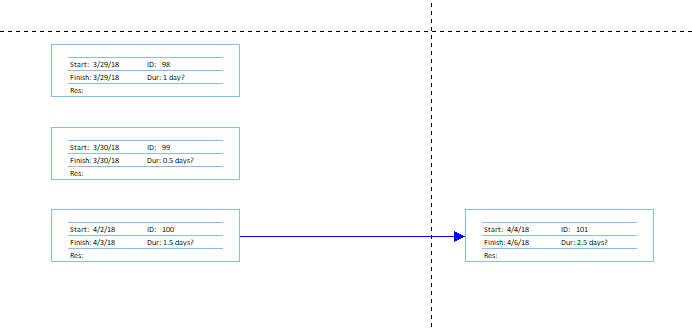 Start: 3/29/18 ID: 98
Finish: 3/29/18 Dur: 1 day?
Res:
Start: 3/30/18 ID: 99
Finish: 3/30/18 Dur: 0.5 days?
Res:
Start: 4/2/18 ID: 100
Finish: 4/3/18 Dur: 1.5 days?
Res:
Start: 4/4/18 ID: 101
Finish: 4/6/18 Dur: 2.5 days?
Res: